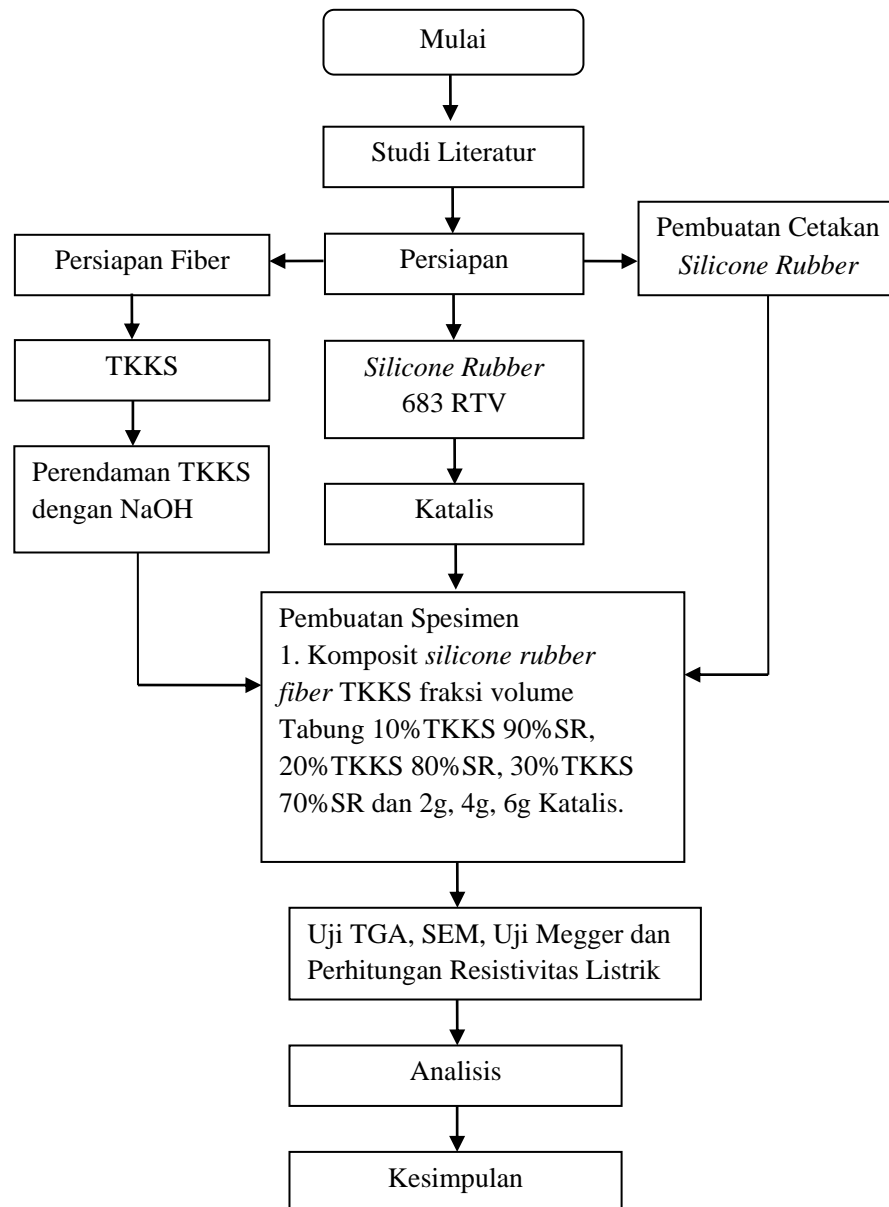 Mulai
Studi Literatur
Persiapan Fiber
Persiapan
Pembuatan Cetakan
Silicone Rubber
TKKS
Silicone Rubber
683 RTV
Perendaman TKKS
dengan NaOH
Katalis
Pembuatan Spesimen
1. Komposit silicone rubber
fiber TKKS fraksi volume
Tabung 10%TKKS 90%SR,
20%TKKS 80%SR, 30%TKKS
70%SR dan 2g, 4g, 6g Katalis.
Uji TGA, SEM, Uji Megger dan
Perhitungan Resistivitas Listrik
Analisis
Kesimpulan